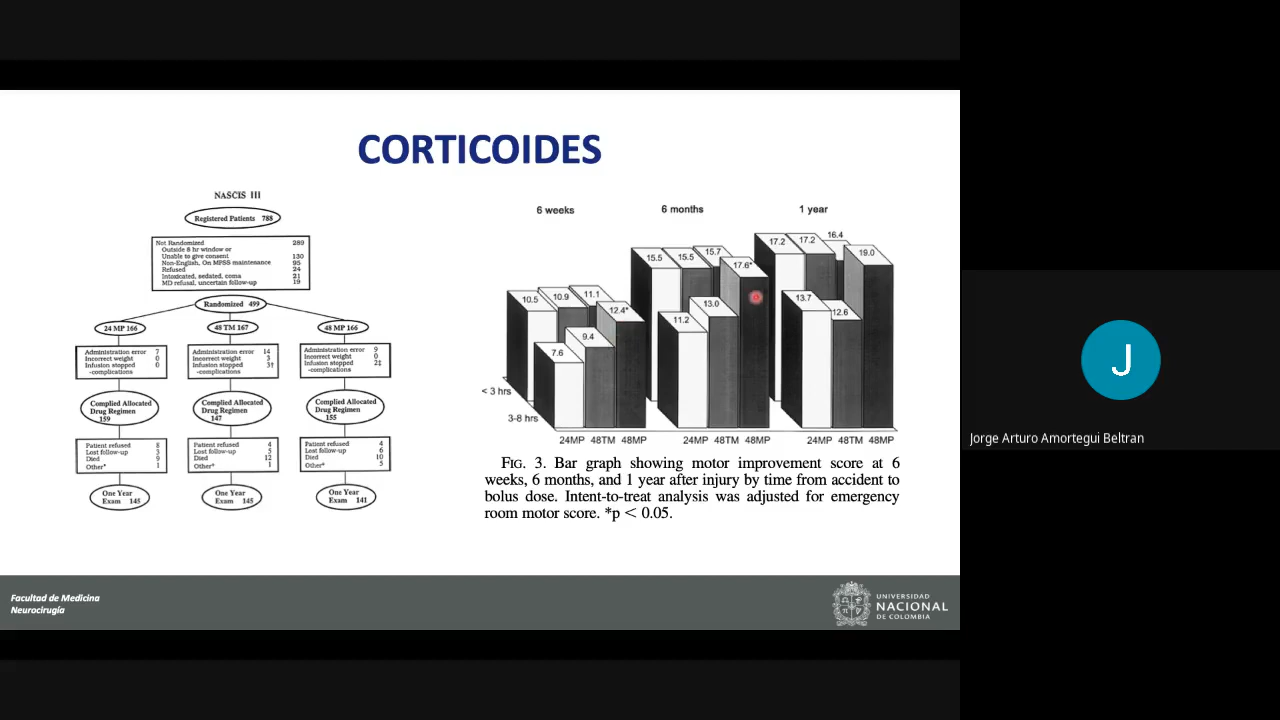 CORTICOIDES
NASCIS III
Registered Patients 788
Not Randomized 289
Outside 8 hr window or
Unable to give consent 130
Non-English, On MPSS maintenance 95
Refused 24
Intoxicated, sedated, coma 21
MD refusal, uncertain follow-up 19
Randomized 499
24 MP 166
48 TM 167
48 MP 166
Administration error 7
Incorrect weight 0
Infusion stopped 0
-complications
Administration error 14
Incorrect weight 3
Infusion stopped 3†
-complications
Administration error 9
Incorrect weight 0
Infusion stopped 2‡
-complications
Complied Allocated
Drug Regimen
159
Complied Allocated
Drug Regimen
147
Complied Allocated
Drug Regimen
155
Patient refused 8
Lost follow-up 3
Died 9
Other* 1
Patient refused 4
Lost follow-up 5
Died 12
Other* 1
Patient refused 4
Lost follow-up 6
Died 10
Other* 5
One Year
Exam 145
One Year
Exam 145
One Year
Exam 141
6 weeks
6 months
1 year
10.5 10.9 11.1 12.4*
7.6 9.4
15.5 15.5 15.7 17.6*
11.2 13.0
17.2 17.2 16.4 19.0
13.7 12.6
< 3 hrs
3-8 hrs
24MP 48TM 48MP 24MP 48TM 48MP 24MP 48TM 48MP
FIG. 3. Bar graph showing motor improvement score at 6
weeks, 6 months, and 1 year after injury by time from accident to
bolus dose. Intent-to-treat analysis was adjusted for emergency
room motor score. *p < 0.05.
Facultad de Medicina
Neurocirugía
UNIVERSIDAD
NACIONAL
DE COLOMBIA
J
Jorge Arturo Amortegui Beltran